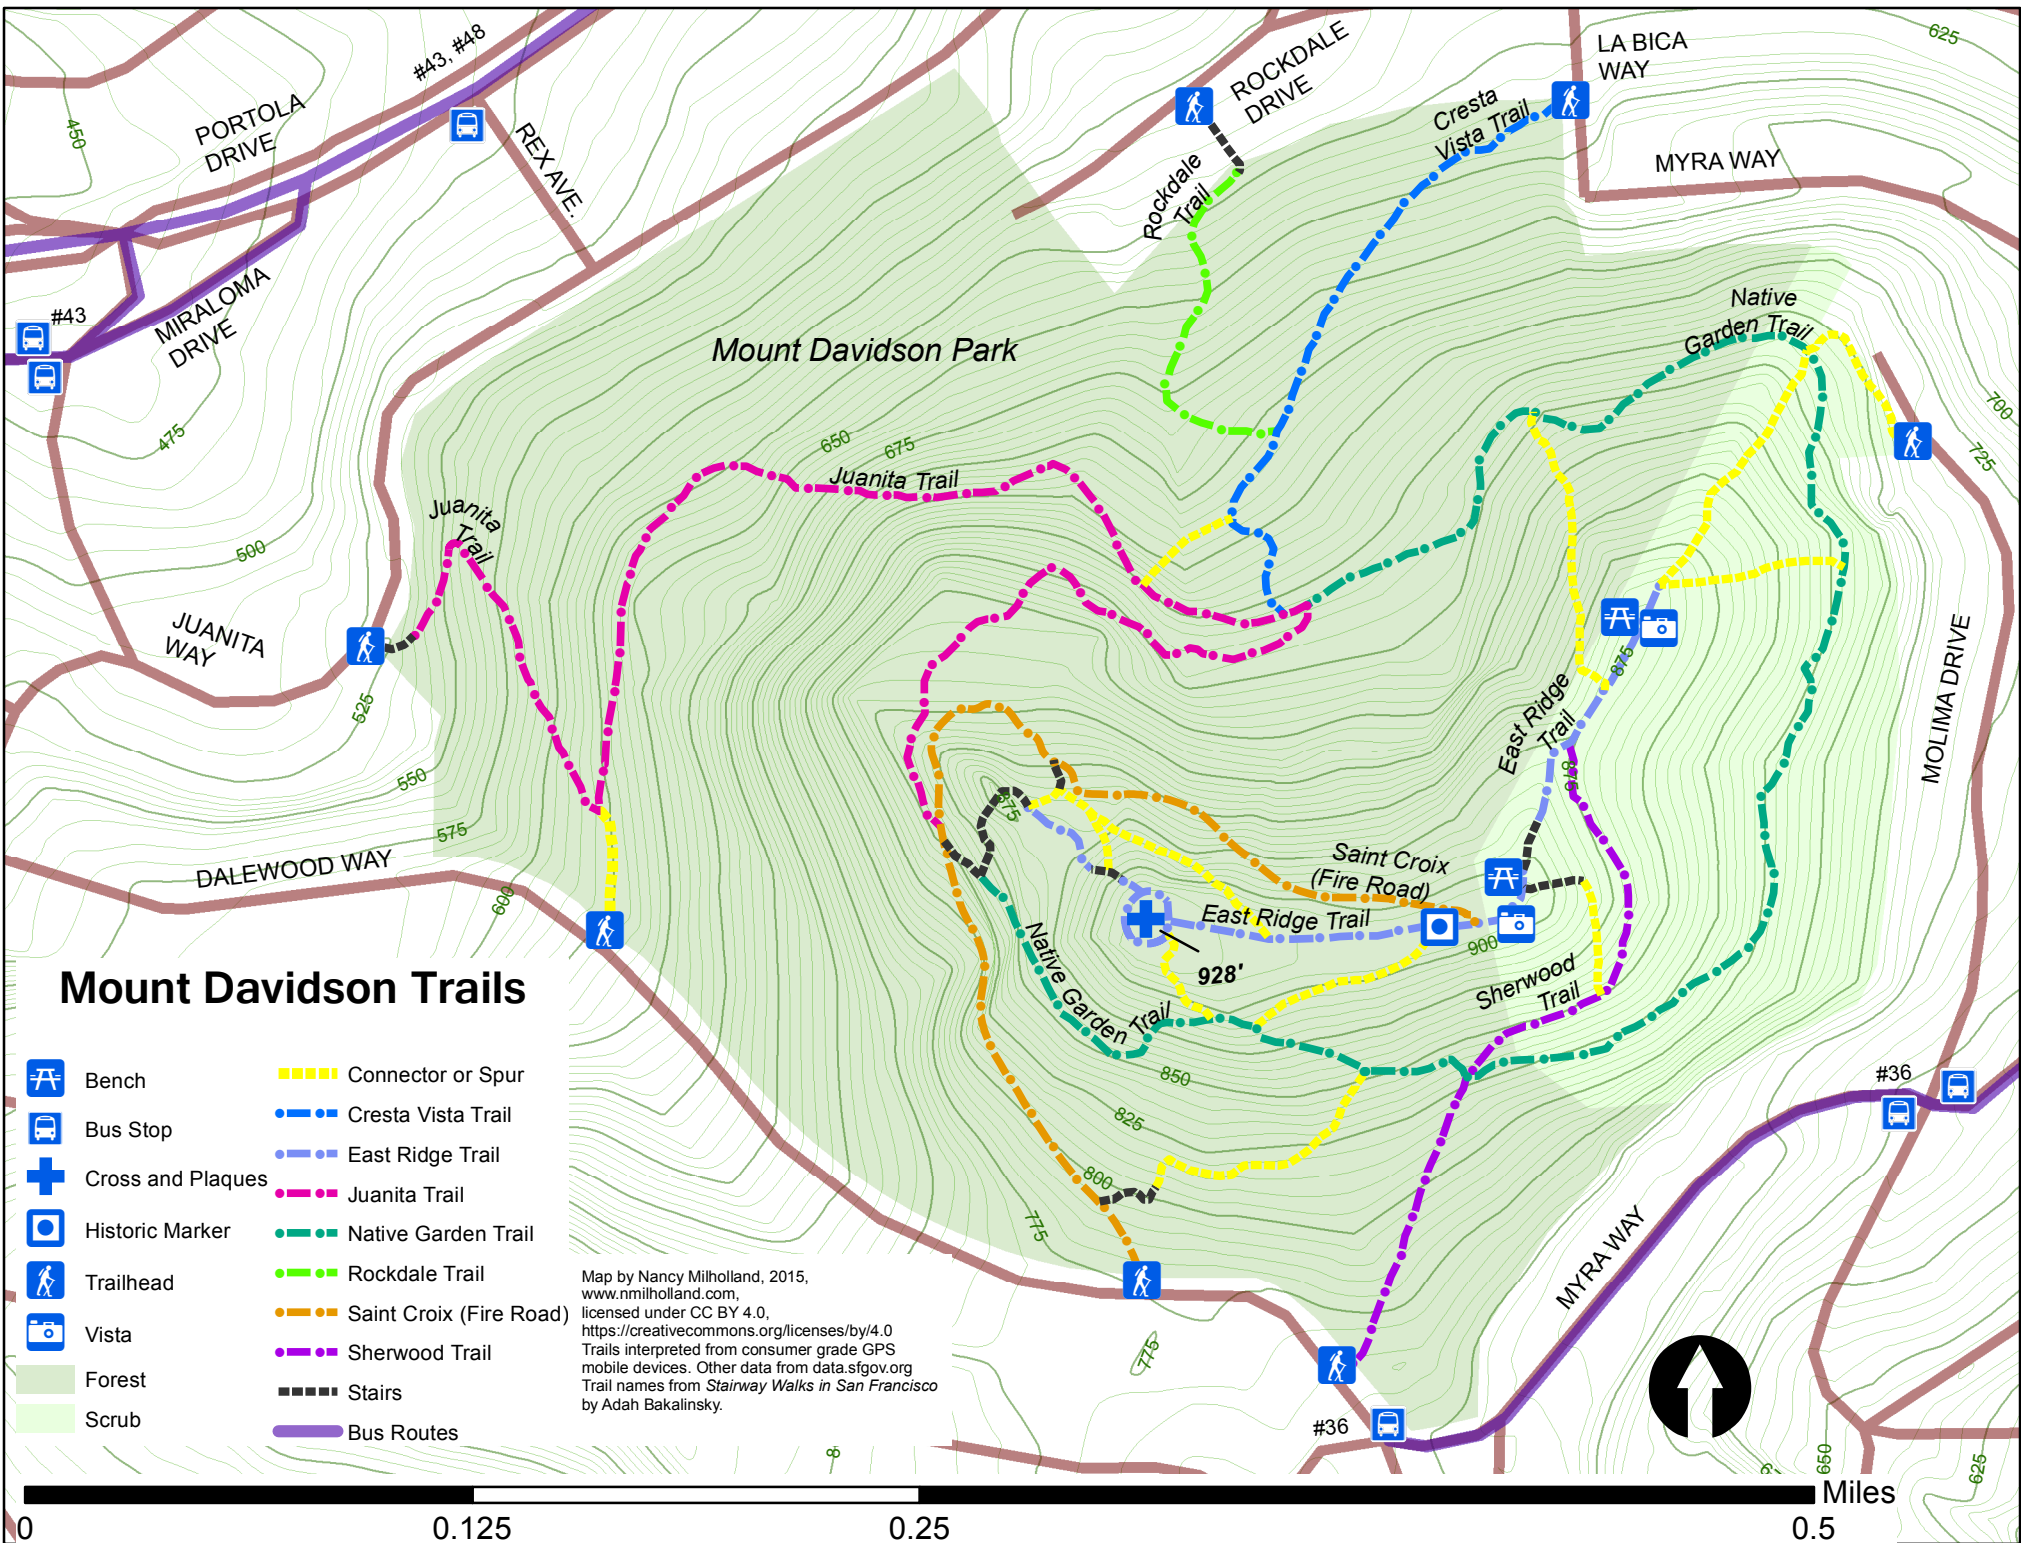 #43, #48
PORTOLA
DRIVE
REX AVE.
ROCKDALE
DRIVE
LA BICA
WAY
625
450
MYRA WAY
Cresta
Vista Trail
Rockdale
Trail
#43
MIRALOMA
DRIVE
Mount Davidson Park
Native
Garden Trail
700
725
475
650
675
Juanita Trail
Juanita
Trail
500
JUANITA
WAY
525
550
575
600
DALEWOOD WAY
875
East Ridge
Trail
875
875
MOLIMA DRIVE
Saint Croix
(Fire Road)
East Ridge Trail
900
928'
Native Garden Trail
Sherwood
Trail
850
825
800
775
775
#36
MYRA WAY
#36
650
625
Mount Davidson Trails
Bench
Bus Stop
Cross and Plaques
Historic Marker
Trailhead
Vista
Forest
Scrub
Connector or Spur
Cresta Vista Trail
East Ridge Trail
Juanita Trail
Native Garden Trail
Rockdale Trail
Saint Croix (Fire Road)
Sherwood Trail
Stairs
Bus Routes
Map by Nancy Milholland, 2015,
www.nmilholland.com,
licensed under CC BY 4.0,
https://creativecommons.org/licenses/by/4.0
Trails interpreted from consumer grade GPS
mobile devices. Other data from data.sfgov.org
Trail names from Stairway Walks in San Francisco
by Adah Bakalinsky.
Miles
0
0.125
0.25
0.5